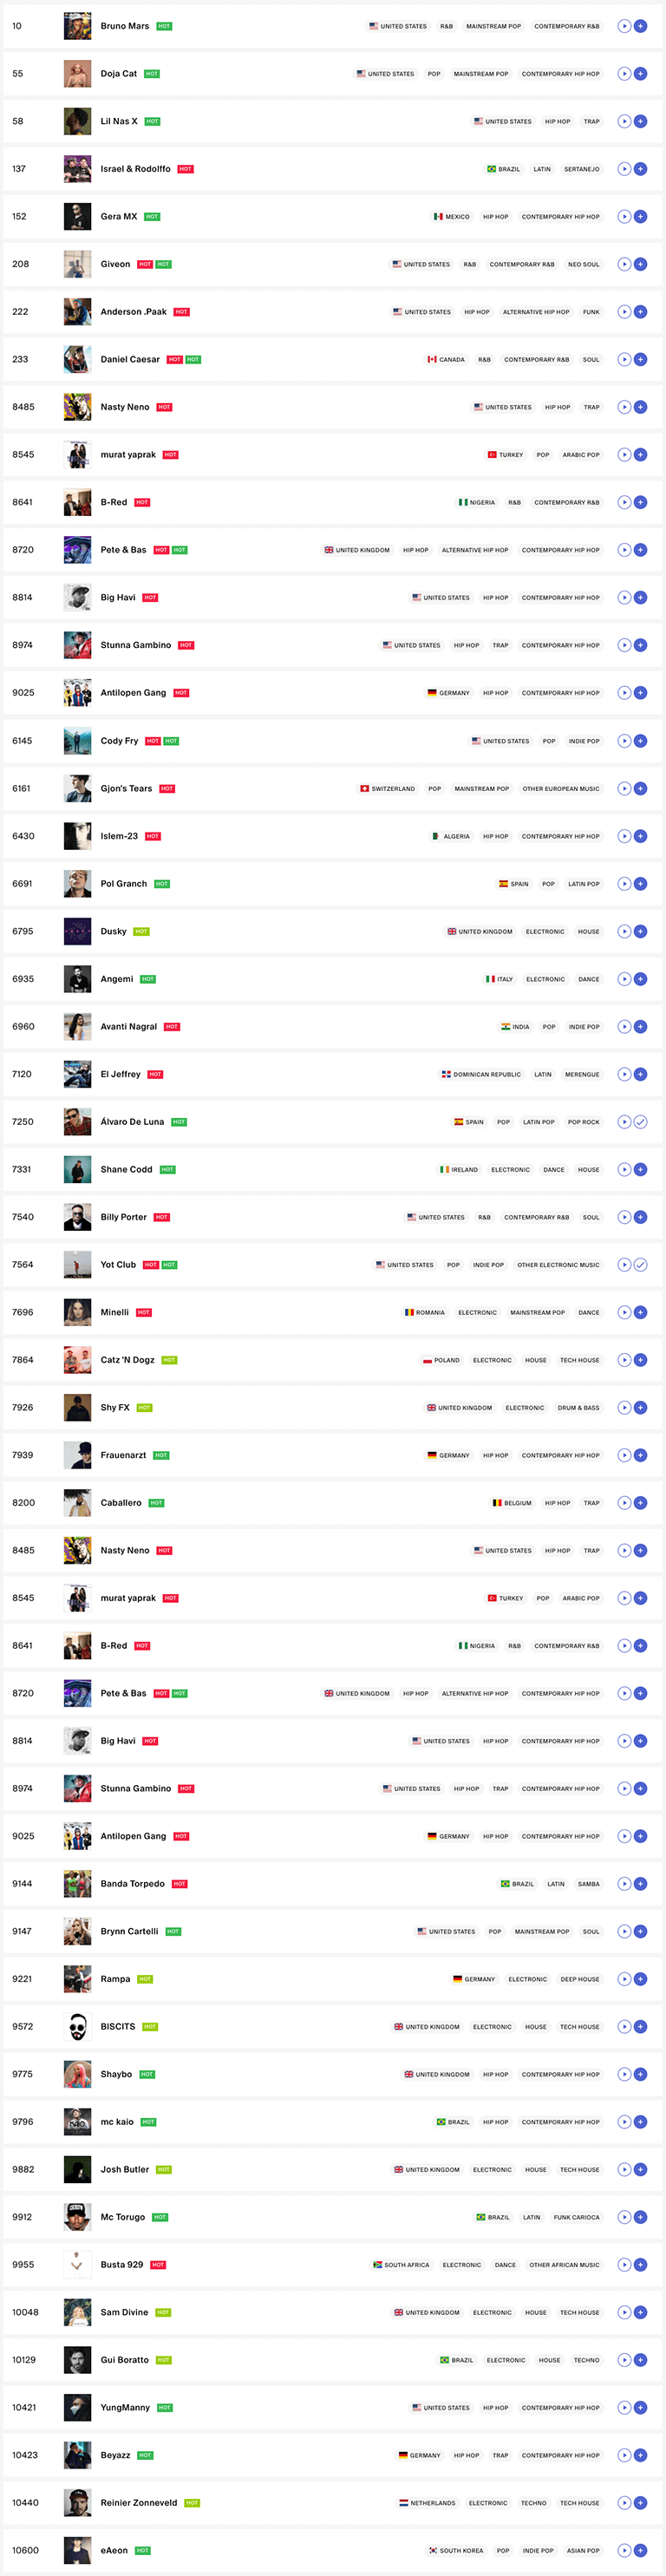 10 Bruno Mars HOT UNITED STATES R&B MAINSTREAM POP CONTEMPORARY R&B
55 Doja Cat HOT UNITED STATES POP MAINSTREAM POP CONTEMPORARY HIP HOP
58 Lil Nas X HOT UNITED STATES HIP HOP TRAP
137 Israel & Rodolffo HOT BRAZIL LATIN SERTANEJO
152 Gera MX HOT MEXICO HIP HOP CONTEMPORARY HIP HOP
208 Giveon HOT HOT UNITED STATES R&B CONTEMPORARY R&B NEO SOUL
222 Anderson .Paak HOT UNITED STATES HIP HOP ALTERNATIVE HIP HOP FUNK
233 Daniel Caesar HOT HOT CANADA R&B CONTEMPORARY R&B SOUL
8485 Nasty Neno HOT UNITED STATES HIP HOP TRAP
8545 murat yaprak HOT TURKEY POP ARABIC POP
8641 B-Red HOT NIGERIA R&B CONTEMPORARY R&B
8720 Pete & Bas HOT HOT UNITED KINGDOM HIP HOP ALTERNATIVE HIP HOP CONTEMPORARY HIP HOP
8814 Big Havi HOT UNITED STATES HIP HOP CONTEMPORARY HIP HOP
8974 Stunna Gambino HOT UNITED STATES HIP HOP TRAP CONTEMPORARY HIP HOP
9025 Antilopen Gang HOT GERMANY HIP HOP CONTEMPORARY HIP HOP
6145 Cody Fry HOT HOT UNITED STATES POP INDIE POP
6161 Gjon's Tears HOT SWITZERLAND POP MAINSTREAM POP OTHER EUROPEAN MUSIC
6430 Islem-23 HOT ALGERIA HIP HOP CONTEMPORARY HIP HOP
6691 Pol Granch HOT SPAIN POP LATIN POP
6795 Dusky HOT UNITED KINGDOM ELECTRONIC HOUSE
6935 Angemi HOT ITALY ELECTRONIC DANCE
6960 Avanti Nagral HOT INDIA POP INDIE POP
7120 El Jeffrey HOT DOMINICAN REPUBLIC LATIN MERENGUE
7250 Álvaro De Luna HOT SPAIN POP LATIN POP POP ROCK
7331 Shane Codd HOT IRELAND ELECTRONIC DANCE HOUSE
7540 Billy Porter HOT UNITED STATES R&B CONTEMPORARY R&B SOUL
7564 Yot Club HOT HOT UNITED STATES POP INDIE POP OTHER ELECTRONIC MUSIC
7696 Minelli HOT ROMANIA ELECTRONIC MAINSTREAM POP DANCE
7864 Catz 'N Dogz HOT POLAND ELECTRONIC HOUSE TECH HOUSE
7926 Shy FX HOT UNITED KINGDOM ELECTRONIC DRUM & BASS
7939 Frauenarzt HOT GERMANY HIP HOP CONTEMPORARY HIP HOP
8200 Caballero HOT BELGIUM HIP HOP TRAP
8485 Nasty Neno HOT UNITED STATES HIP HOP TRAP
8545 murat yaprak HOT TURKEY POP ARABIC POP
8641 B-Red HOT NIGERIA R&B CONTEMPORARY R&B
8720 Pete & Bas HOT HOT UNITED KINGDOM HIP HOP ALTERNATIVE HIP HOP CONTEMPORARY HIP HOP
8814 Big Havi HOT UNITED STATES HIP HOP CONTEMPORARY HIP HOP
8974 Stunna Gambino HOT UNITED STATES HIP HOP TRAP CONTEMPORARY HIP HOP
9025 Antilopen Gang HOT GERMANY HIP HOP CONTEMPORARY HIP HOP
9144 Banda Torpedo HOT BRAZIL LATIN SAMBA
9147 Brynn Cartelli HOT UNITED STATES POP MAINSTREAM POP SOUL
9221 Rampa HOT GERMANY ELECTRONIC DEEP HOUSE
9572 BISCITS HOT UNITED KINGDOM ELECTRONIC HOUSE TECH HOUSE
9775 Shaybo HOT UNITED KINGDOM HIP HOP CONTEMPORARY HIP HOP
9796 mc kaio HOT BRAZIL HIP HOP CONTEMPORARY HIP HOP
9882 Josh Butler HOT UNITED KINGDOM ELECTRONIC HOUSE TECH HOUSE
9912 Mc Torugo HOT BRAZIL LATIN FUNK CARIOCA
9955 Busta 929 HOT SOUTH AFRICA ELECTRONIC DANCE OTHER AFRICAN MUSIC
10048 Sam Divine HOT UNITED KINGDOM ELECTRONIC HOUSE TECH HOUSE
10129 Gui Boratto HOT BRAZIL ELECTRONIC HOUSE TECHNO
10421 YungManny HOT UNITED STATES HIP HOP CONTEMPORARY HIP HOP
10423 Beyazz HOT GERMANY HIP HOP TRAP CONTEMPORARY HIP HOP
10440 Reinier Zonneveld HOT NETHERLANDS ELECTRONIC TECHNO TECH HOUSE
10600 eAeon HOT SOUTH KOREA POP INDIE POP ASIAN POP